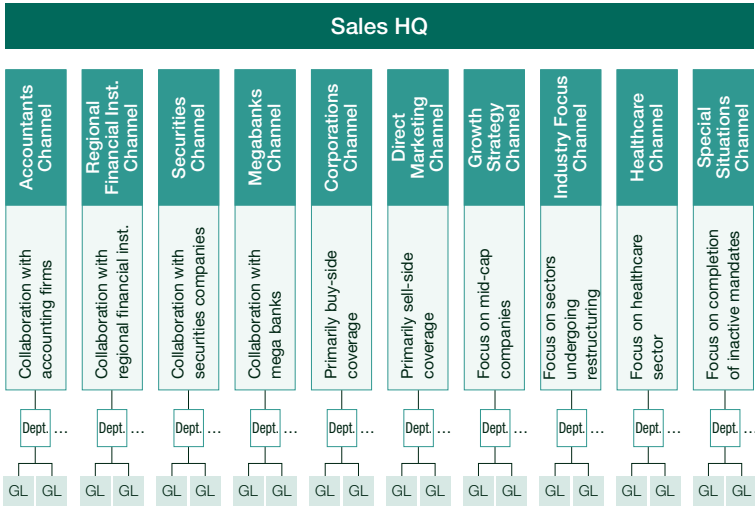 Sales HQ
Accountants
Channel
Regional
Financial Inst.
Channel
Securities
Channel
Megabanks
Channel
Corporations
Channel
Direct
Marketing
Channel
Growth
Strategy
Channel
Industry Focus
Channel
Healthcare
Channel
Special
Situations
Channel
Collaboration with
accounting firms
Collaboration with
regional financial inst.
Collaboration with
securities companies
Collaboration with
mega banks
Primarily buy-side
coverage
Primarily sell-side
coverage
Focus on mid-cap
companies
Focus on sectors
undergoing
restructuring
Focus on healthcare
sector
Focus on completion
of inactive mandates
Dept. ... Dept. ... Dept. ... Dept. ... Dept. ... Dept. ... Dept. ... Dept. ... Dept. ... Dept. ...
GL GL GL GL GL GL GL GL GL GL GL GL GL GL GL GL GL GL GL GL